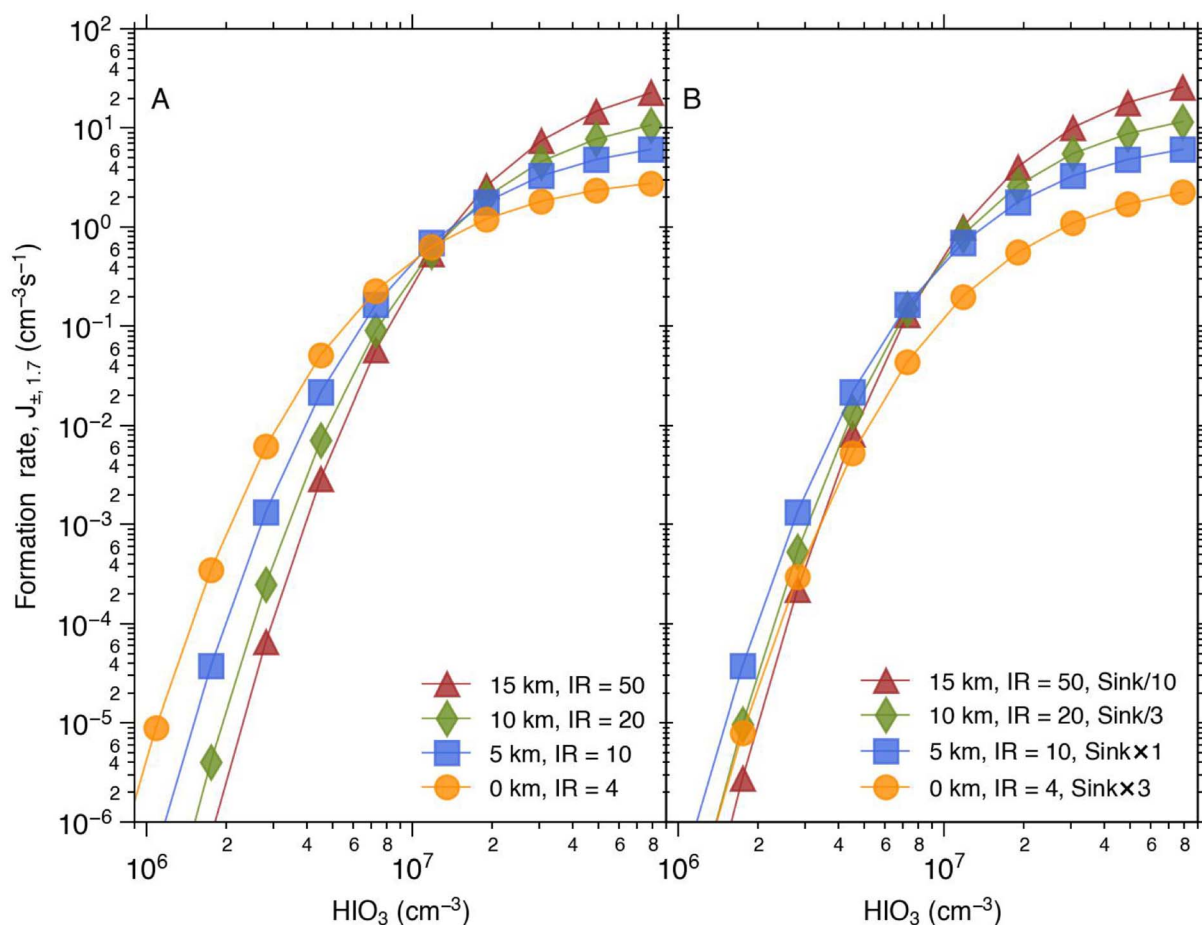 10²
6
4
2
10¹
6
4
2
10⁰
6
4
2
10⁻¹
6
4
2
10⁻²
6
4
2
10⁻³
6
4
2
10⁻⁴
6
4
2
10⁻⁵
6
4
2
10⁻⁶
Formation rate, J±,1.7 (cm⁻³s⁻¹)
A
15 km, IR = 50
10 km, IR = 20
5 km, IR = 10
0 km, IR = 4
10⁶ 2 4 6 8 10⁷ 2 4 6 8
HIO₃ (cm⁻³)
B
15 km, IR = 50, Sink/10
10 km, IR = 20, Sink/3
5 km, IR = 10, Sink×1
0 km, IR = 4, Sink×3
10⁶ 2 4 6 8 10⁷ 2 4 6 8
HIO₃ (cm⁻³)